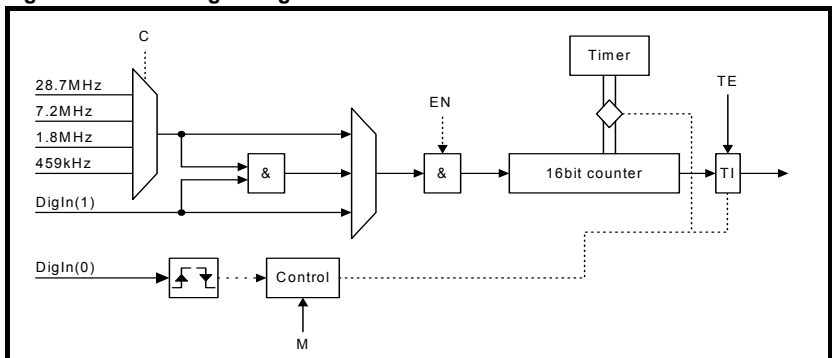 C
Timer
28.7MHz
TE
7.2MHz
EN
1.8MHz
459kHz
&
&
16bit counter
TI
DigIn(1)
DigIn(0)
Control
M